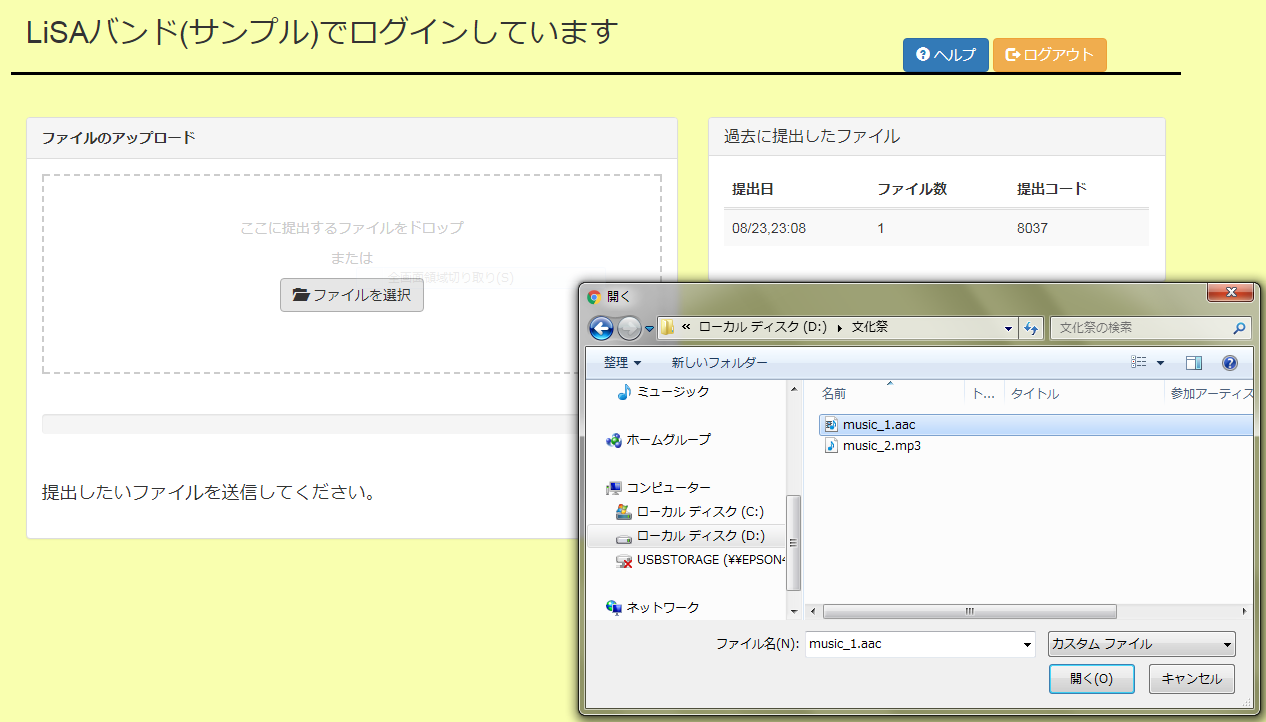 LiSAバンド(サンプル)でログインしています
ヘルプ
ログアウト
ファイルのアップロード
ここに提出するファイルをドロップ
または
全画面領域切り取り(S)
ファイルを選択
提出したいファイルを送信してください。
過去に提出したファイル
提出日 ファイル数 提出コード
08/23,23:08 1 8037
開く
« ローカル ディスク (D:) 文化祭
文化祭の検索
整理 新しいフォルダー
ミュージック
ホームグループ
コンピューター
ローカル ディスク (C:)
ローカル ディスク (D:)
USBSTORAGE (¥¥EPSON4
ネットワーク
名前 ト... タイトル 参加アーティス
music_1.aac
music_2.mp3
ファイル名(N): music_1.aac
カスタム ファイル
開く(O) キャンセル